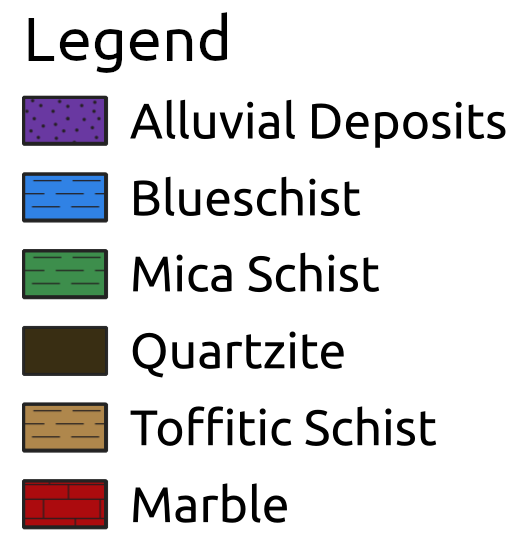 Legend
Alluvial Deposits
Blueschist
Mica Schist
Quartzite
Toffitic Schist
Marble